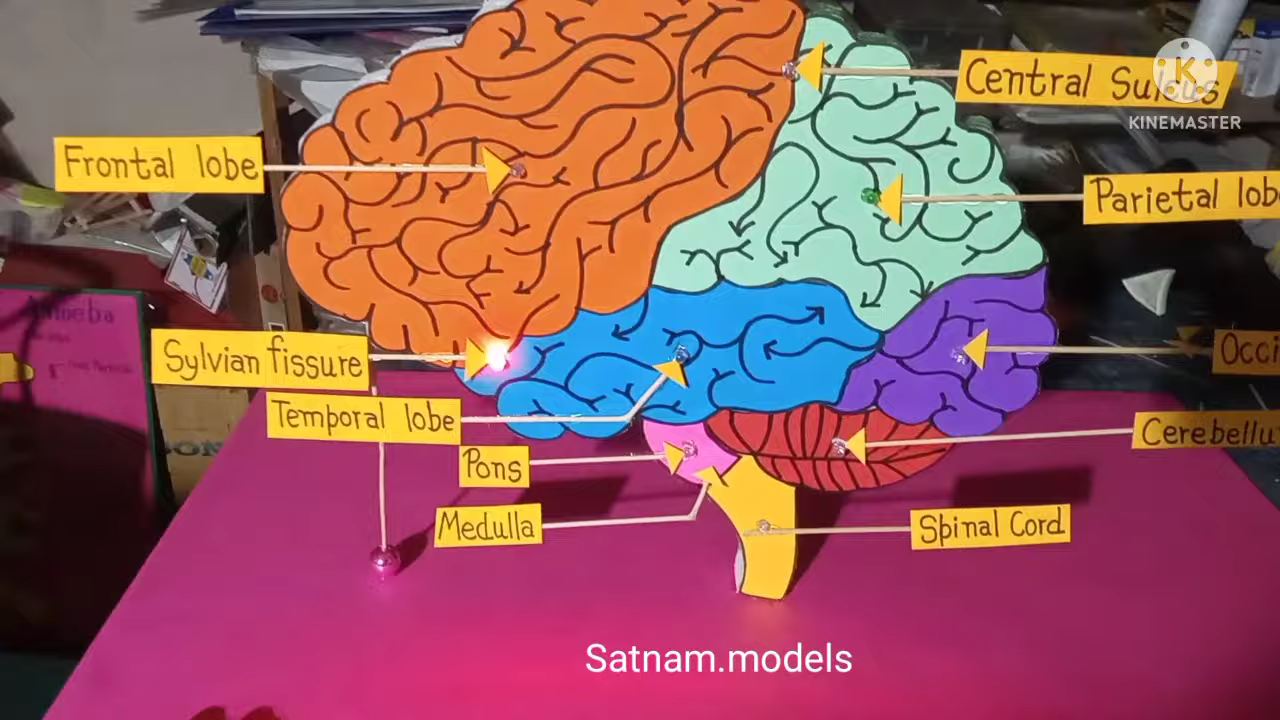 Central Sulcus
KINEMASTER
Frontal lobe
Parietal lob
Sylvian fissure
Occi
Temporal lobe
Cerebellu
Pons
Medulla
Spinal Cord
Satnam.models